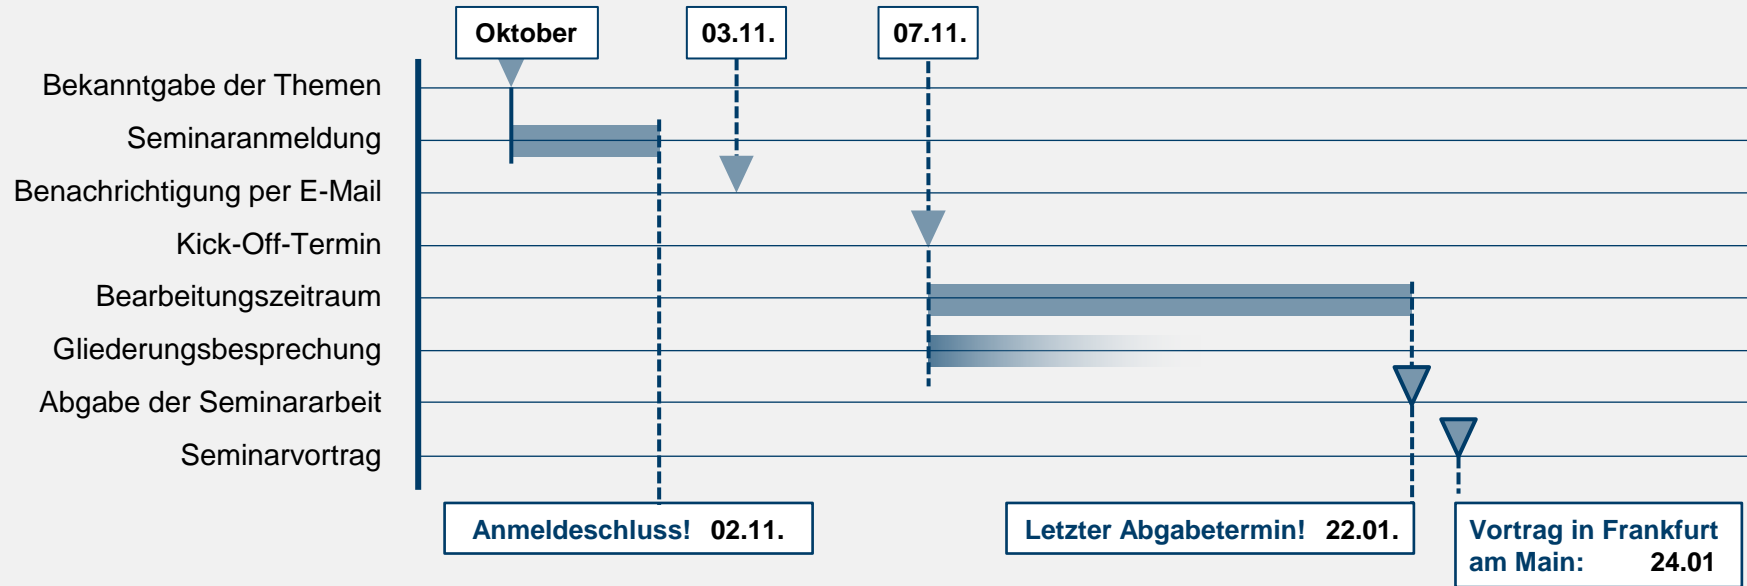 Oktober
03.11.
07.11.
Bekanntgabe der Themen
Seminaranmeldung
Benachrichtigung per E-Mail
Kick-Off-Termin
Bearbeitungszeitraum
Gliederungsbesprechung
Abgabe der Seminararbeit
Seminarvortrag
Anmeldeschluss! 02.11.
Letzter Abgabetermin! 22.01.
Vortrag in Frankfurt
am Main: 24.01